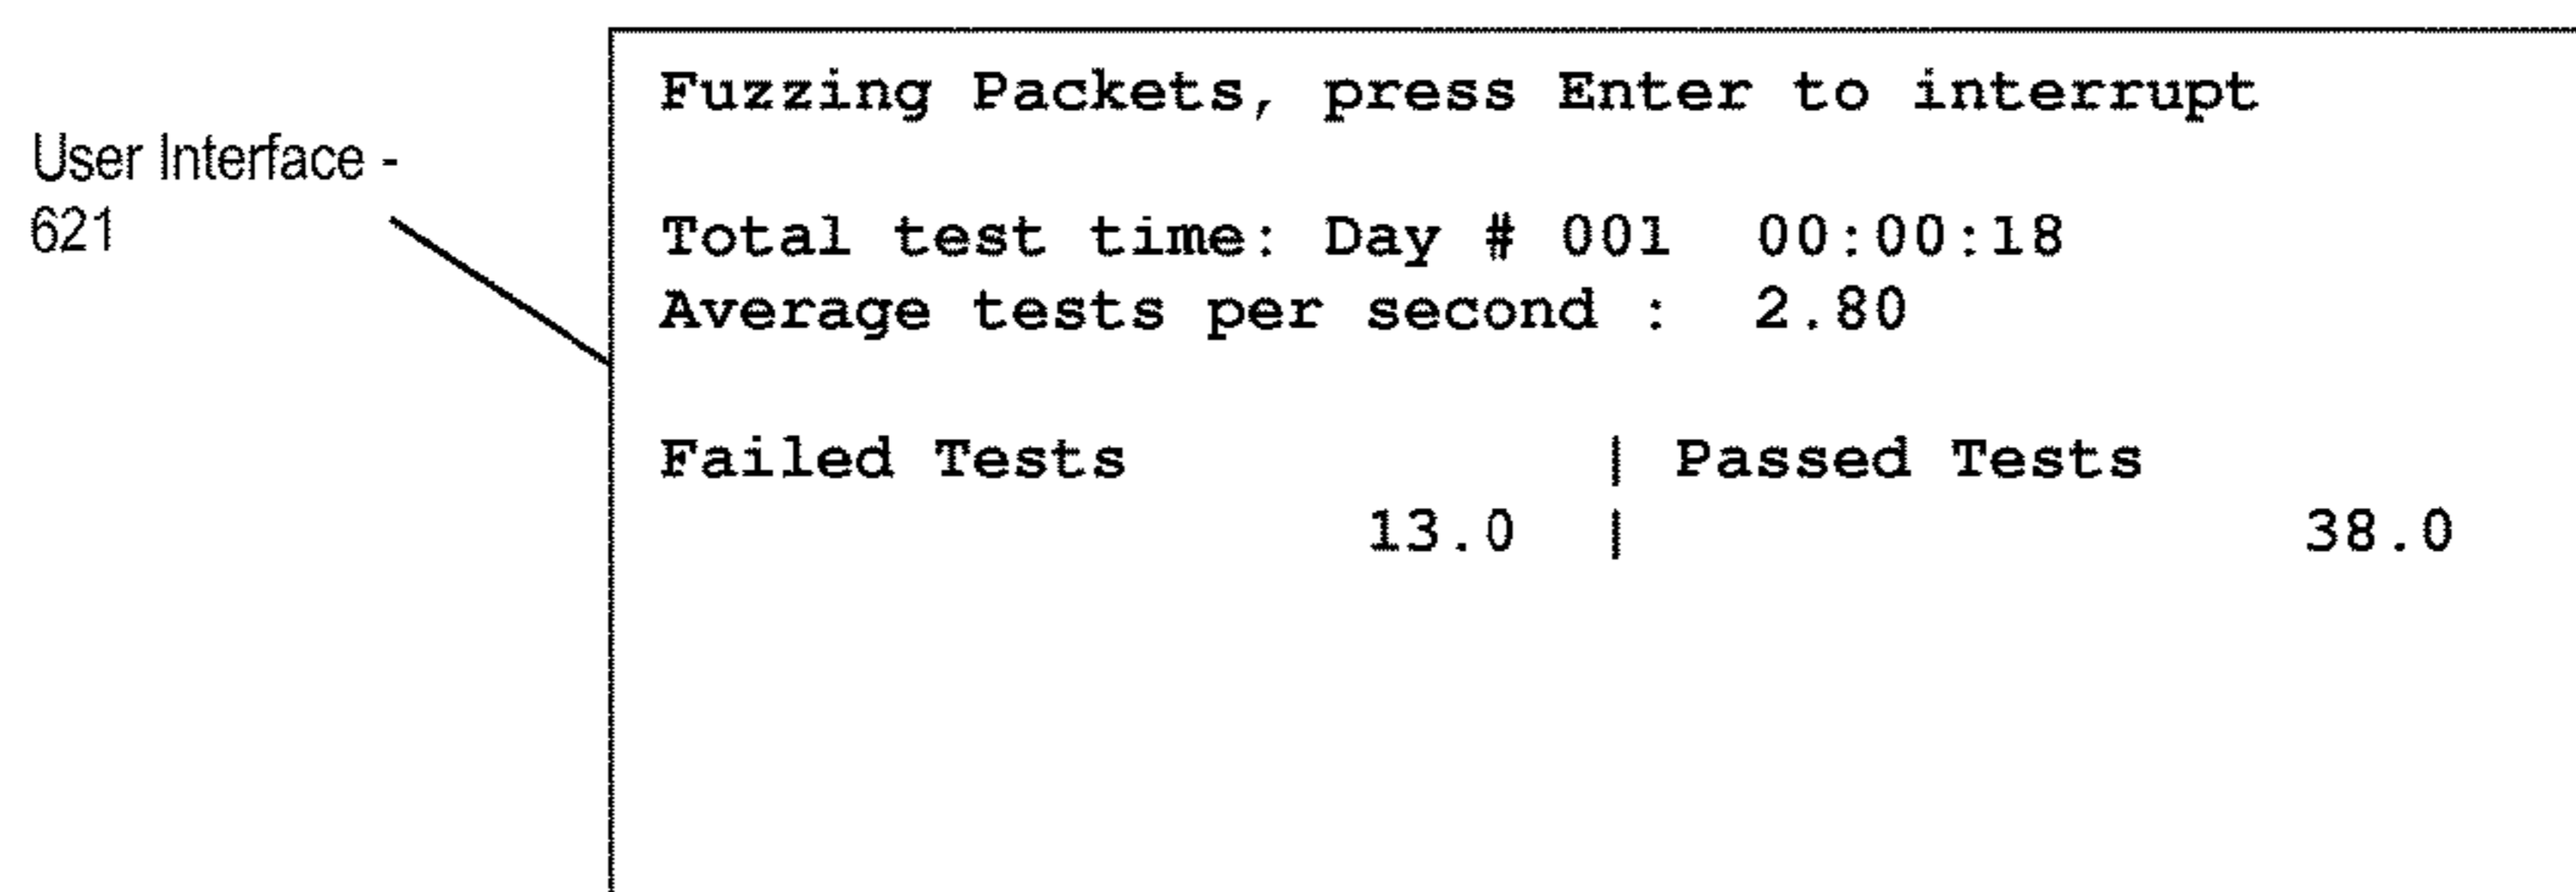 User Interface -
621
Fuzzing Packets, press Enter to interrupt
Total test time: Day # 001 00:00:18
Average tests per second : 2.80
Failed Tests | Passed Tests
13.0 | 38.0